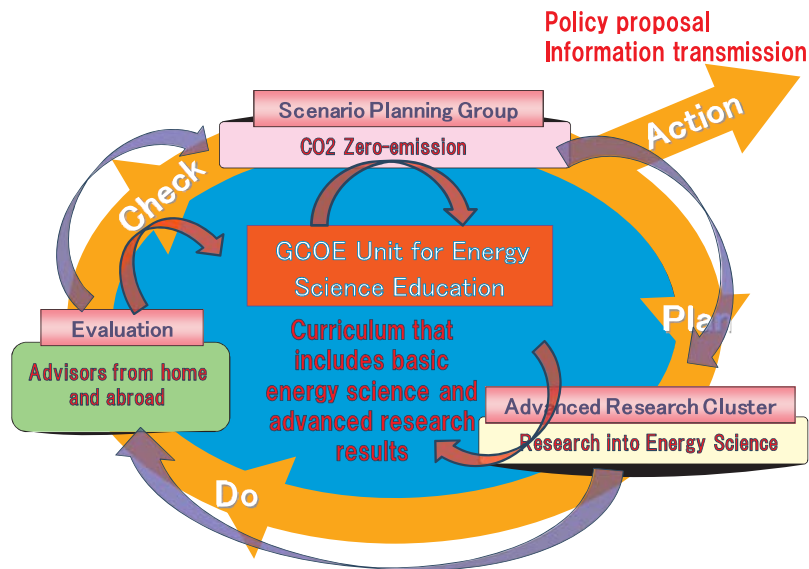 Policy proposal
Information transmission
Action
Scenario Planning Group
CO2 Zero-emission
Check
GCOE Unit for Energy
Science Education
Plan
Evaluation
Advisors from home
and abroad
Curriculum that
includes basic
energy science and
advanced research
results
Advanced Research Cluster
Research into Energy Science
Do